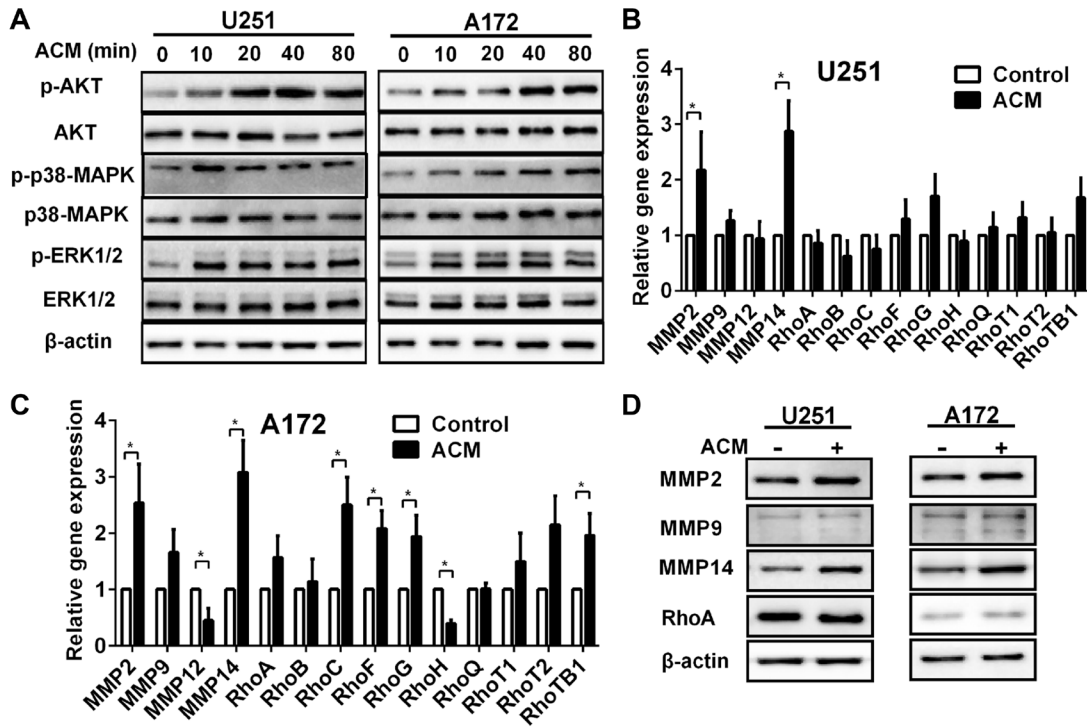 A
U251
A172
ACM (min)
0 10 20 40 80
0 10 20 40 80
p-AKT
AKT
p-p38-MAPK
p38-MAPK
p-ERK1/2
ERK1/2
β-actin
B
U251
Control
ACM
Relative gene expression
4
3
2
1
0
*
*
MMP2
MMP9
MMP12
MMP14
RhoA
RhoB
RhoC
RhoF
RhoG
RhoH
RhoQ
RhoT1
RhoT2
RhoTB1
C
A172
Control
ACM
Relative gene expression
4
3
2
1
0
*
*
*
*
*
*
*
*
MMP2
MMP9
MMP12
MMP14
RhoA
RhoB
RhoC
RhoF
RhoG
RhoH
RhoQ
RhoT1
RhoT2
RhoTB1
D
U251
A172
ACM - + - +
MMP2
MMP9
MMP14
RhoA
β-actin